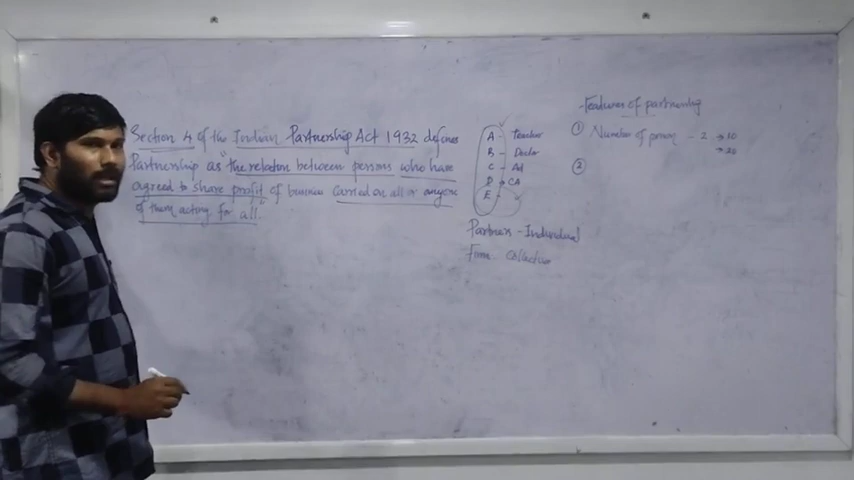 Section 4 of the Indian Partnership Act 1932 defines
Partnership as "the relation between persons who have
agreed to share profit of business carried on all or anyone
of them acting for all."
A - Teacher
B - Doctor
C - Ad
D → CA
E -
Partners - Individual
Firm Collective
Features of partnership
① Number of person - 2 → 10
→ 20
②